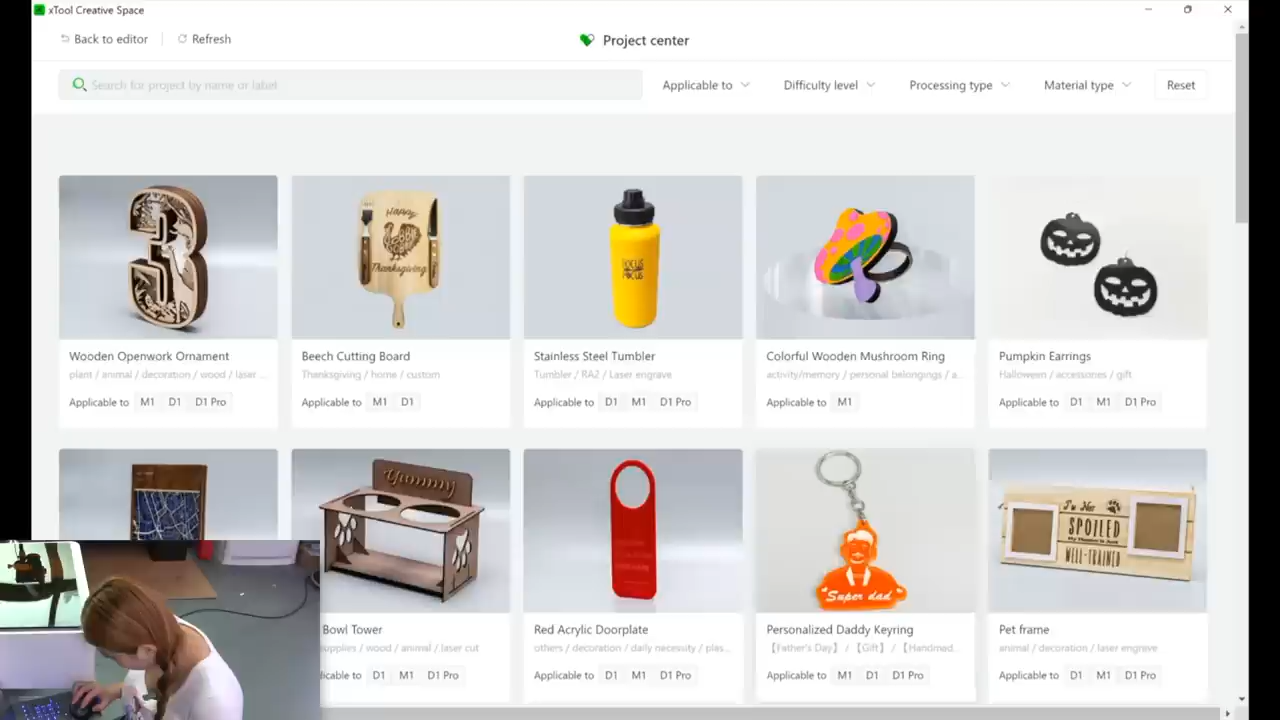 xTool Creative Space
Back to editor
Refresh
Project center
Search for project by name or label
Applicable to
Difficulty level
Processing type
Material type
Reset
Happy
Thanksgiving
Wooden Openwork Ornament
plant / animal / decoration / wood / laser ...
Applicable to M1 D1 D1 Pro
Beech Cutting Board
Thanksgiving / home / custom
Applicable to M1 D1
Stainless Steel Tumbler
Tumbler / RA2 / Laser engrave
Applicable to D1 M1 D1 Pro
Colorful Wooden Mushroom Ring
activity/memory / personal belongings / a...
Applicable to M1
Pumpkin Earrings
Halloween / accessories / gift
Applicable to D1 M1 D1 Pro
Yummy
Super dad
I'm Not
SPOILED
WELL-TRAINED
Bowl Tower
supplies / wood / animal / laser cut
licable to D1 M1 D1 Pro
Red Acrylic Doorplate
others / decoration / daily necessity / plas...
Applicable to D1 M1 D1 Pro
Personalized Daddy Keyring
【Father's Day】 / 【Gift】 / 【Handmad...
Applicable to M1 D1 D1 Pro
Pet frame
animal / decoration / laser engrave
Applicable to D1 M1 D1 Pro